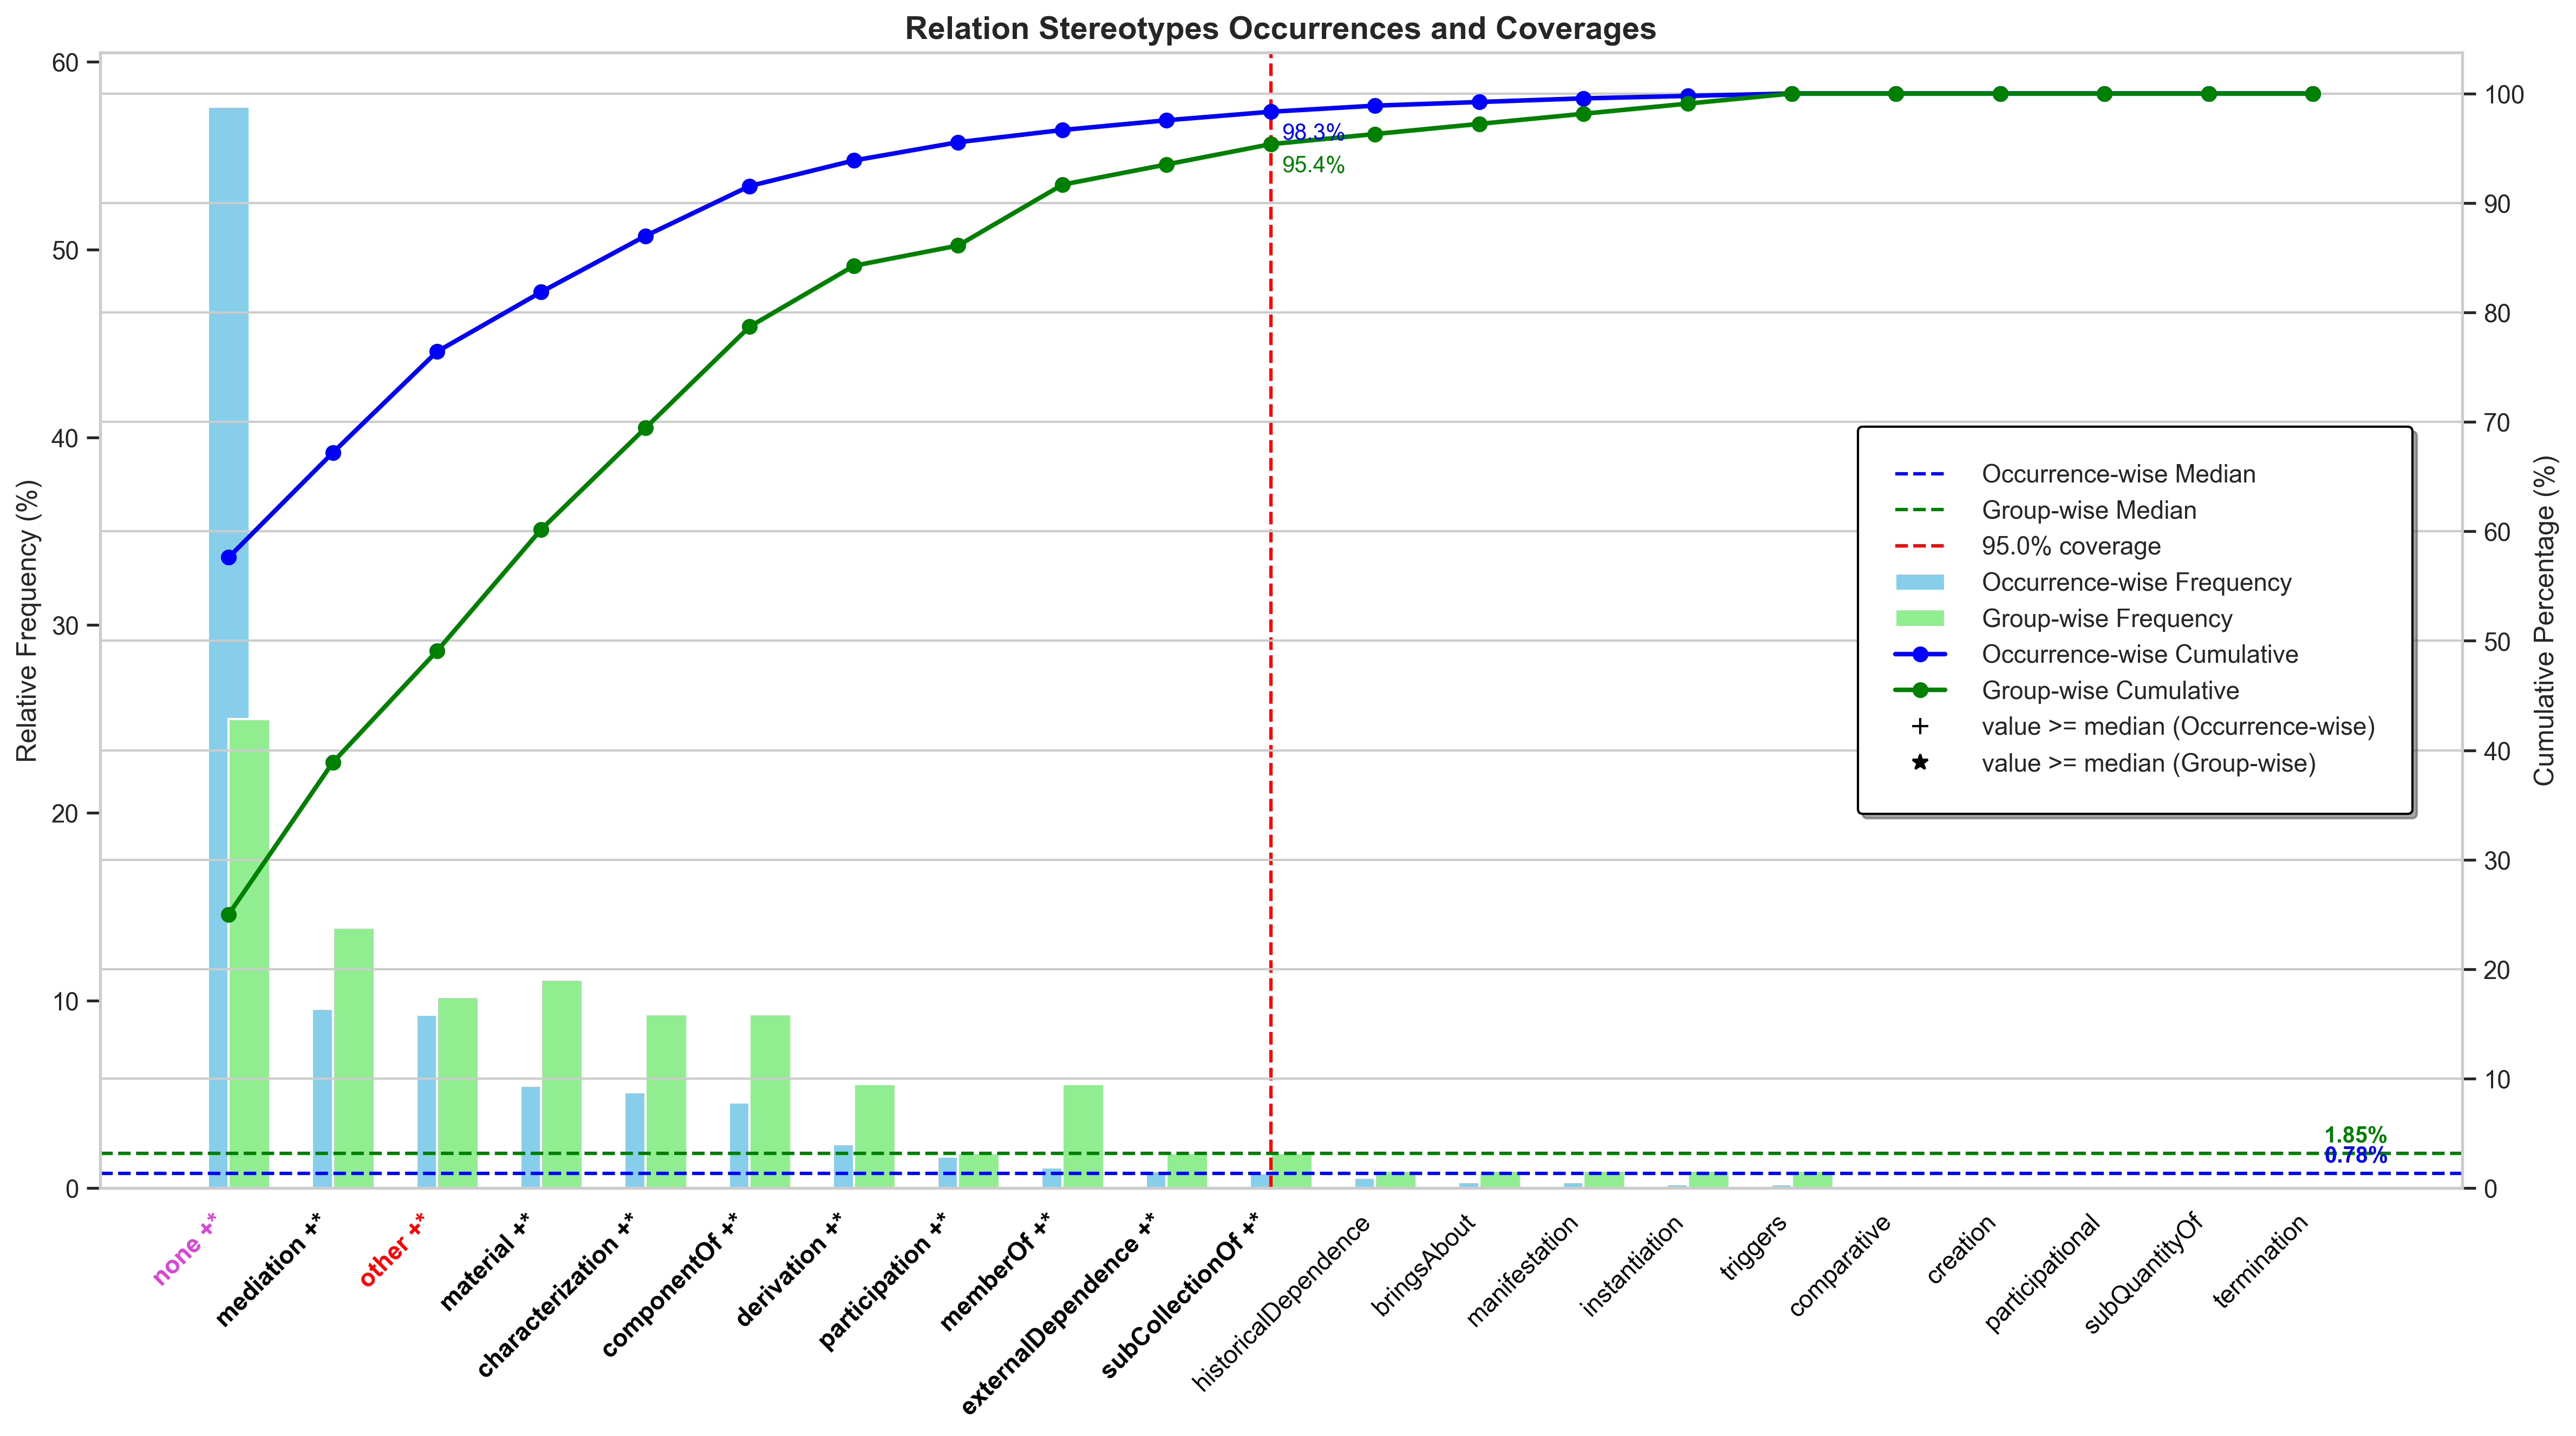 Relation Stereotypes Occurrences and Coverages
Relative Frequency (%)
60
50
40
30
20
10
0
Cumulative Percentage (%)
100
90
80
70
60
50
40
30
20
10
0
98.3%
95.4%
1.85%
0.78%
Occurrence-wise Median
Group-wise Median
95.0% coverage
Occurrence-wise Frequency
Group-wise Frequency
Occurrence-wise Cumulative
Group-wise Cumulative
value >= median (Occurrence-wise)
value >= median (Group-wise)
none +*
mediation +*
other +*
material +*
characterization +*
componentOf +*
derivation +*
participation +*
memberOf +*
externalDependence +*
subCollectionOf +*
historicalDependence
bringsAbout
manifestation
instantiation
triggers
comparative
creation
participational
subQuantityOf
termination